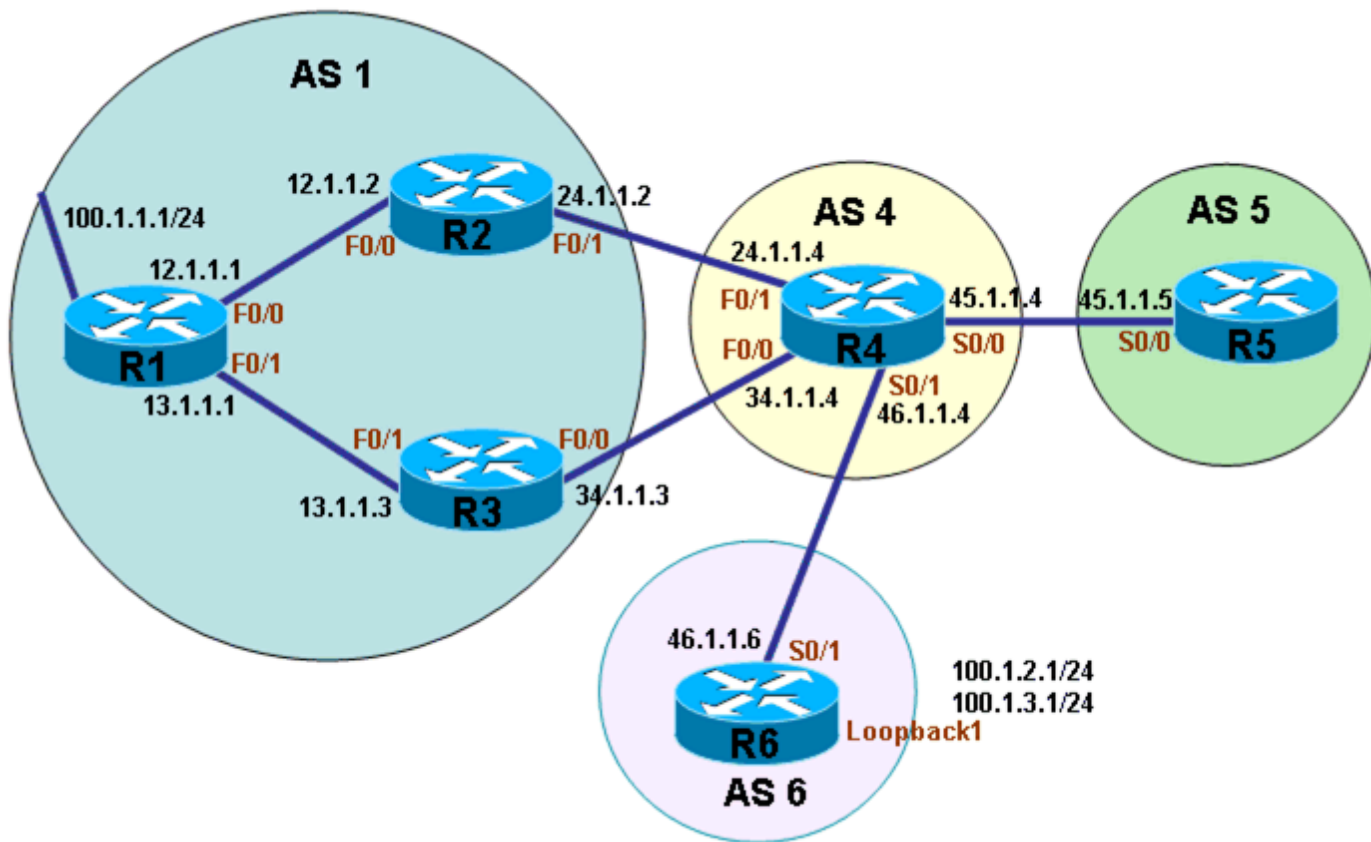 AS 1
12.1.1.2
24.1.1.2
R2
F0/0
F0/1
100.1.1.1/24
12.1.1.1
F0/0
R1
F0/1
13.1.1.1
F0/1
F0/0
13.1.1.3
R3
34.1.1.3
AS 4
24.1.1.4
F0/1
45.1.1.4
R4
F0/0
S0/0
34.1.1.4
S0/1
46.1.1.4
AS 5
45.1.1.5
S0/0
R5
46.1.1.6
S0/1
100.1.2.1/24
100.1.3.1/24
R6
Loopback1
AS 6